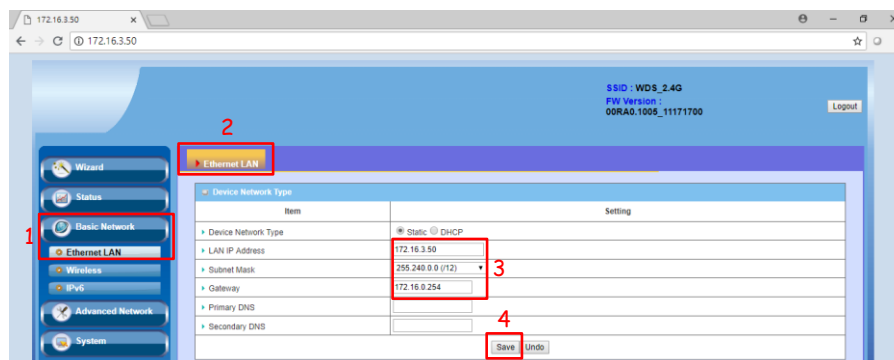 172.16.3.50
172.16.3.50
SSID : WDS_2.4G
FW Version :
00RA0.1005_11171700
Logout
2
Ethernet LAN
Wizard
Status
1
Basic Network
Ethernet LAN
Wireless
IPv6
Advanced Network
System
Device Network Type
Item Setting
Device Network Type Static DHCP
LAN IP Address 172.16.3.50
Subnet Mask 255.240.0.0 (/12) 3
Gateway 172.16.0.254
Primary DNS
Secondary DNS
4
Save Undo